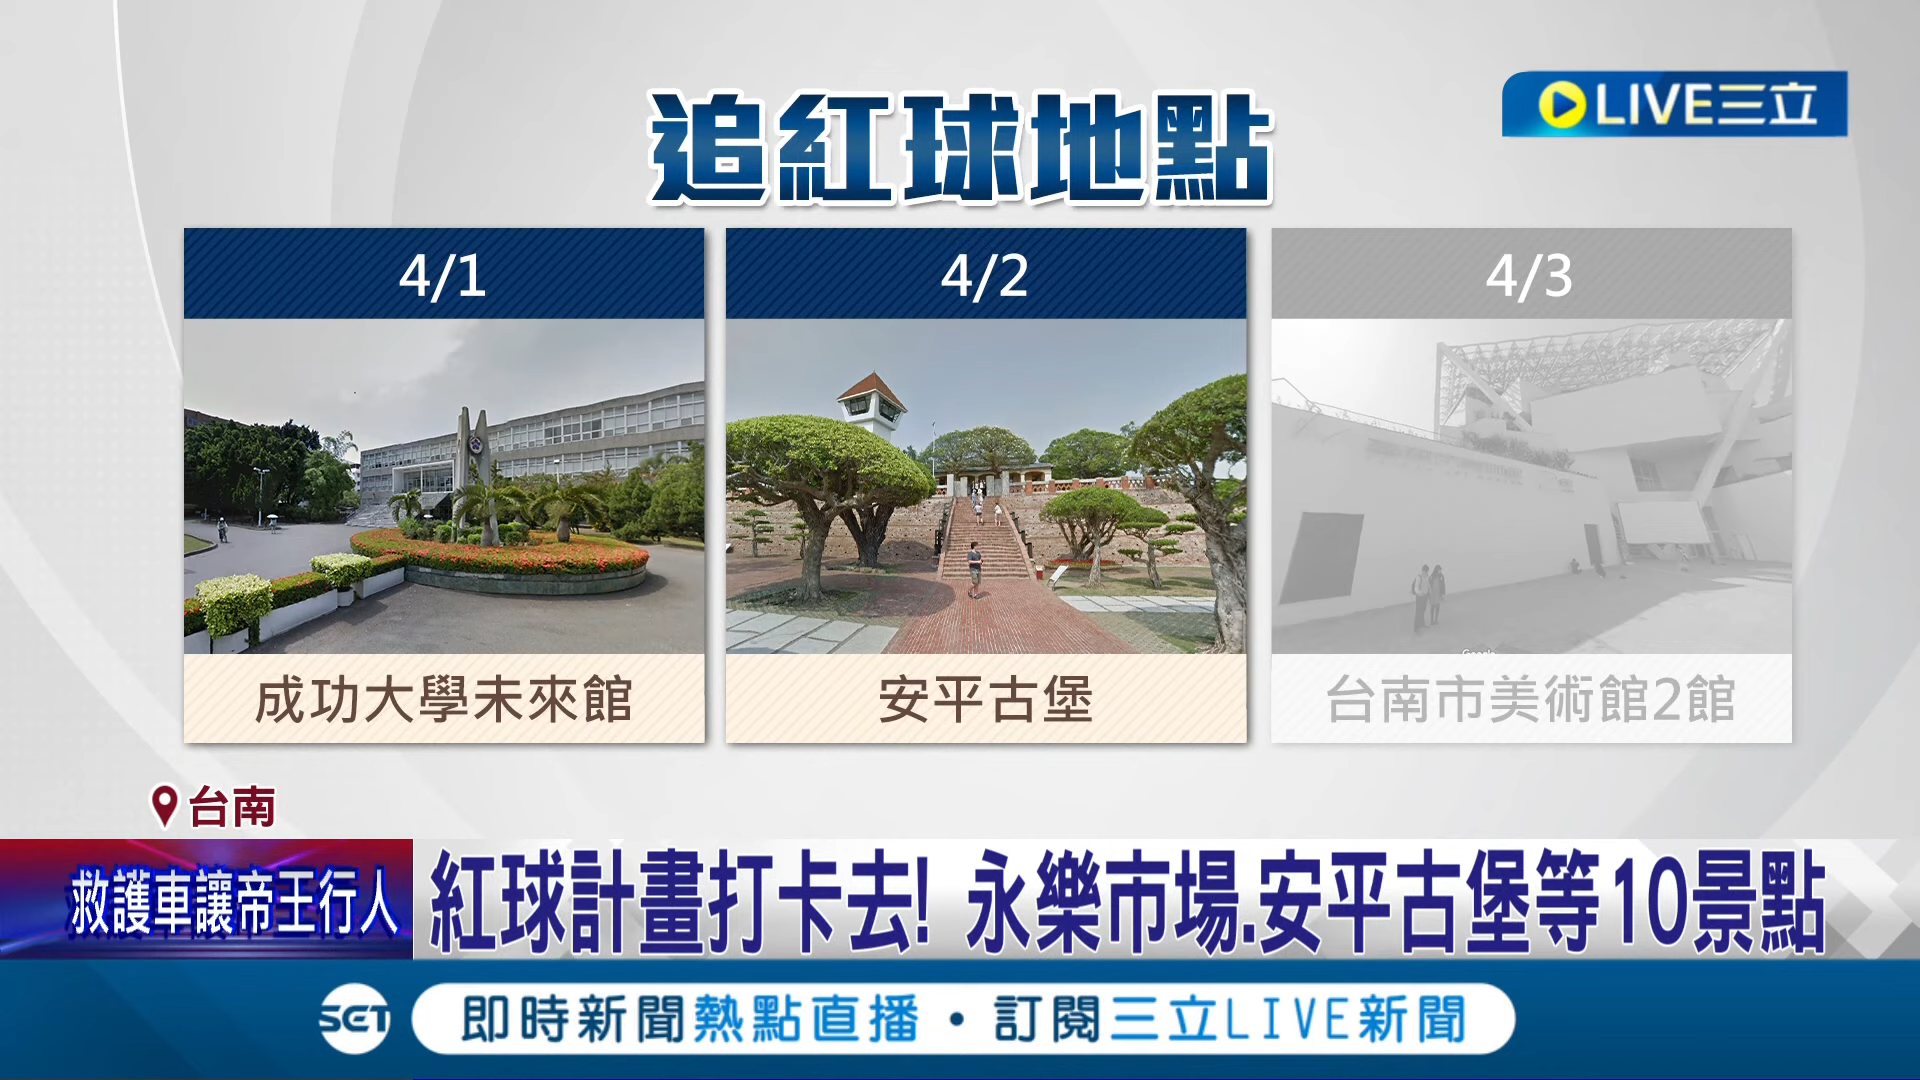 追紅球地點
LIVE三立
4/1
4/2
4/3
成功大學未來館
安平古堡
台南市美術館2館
Google
台南
救護車讓帝王行人
紅球計畫打卡去! 永樂市場.安平古堡等10景點
SET
即時新聞熱點直播・訂閱三立LIVE新聞